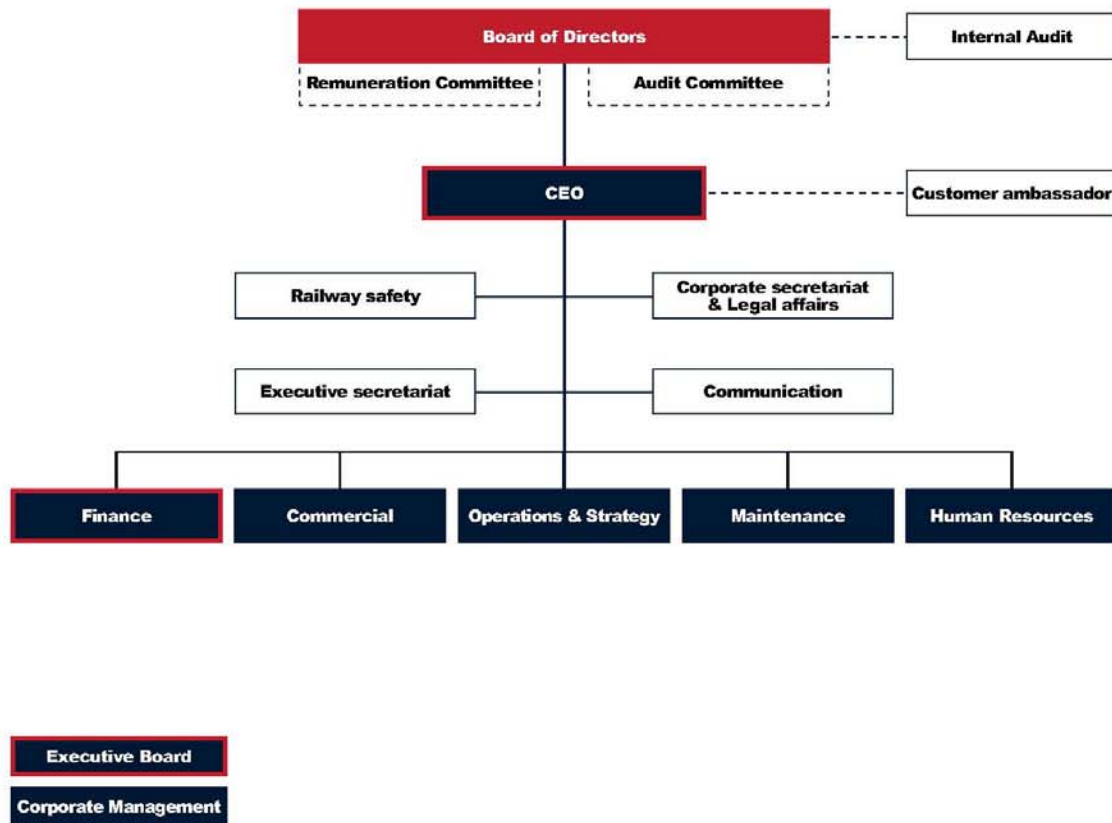 Board of Directors
Internal Audit
Remuneration Committee
Audit Committee
CEO
Customer ambassador
Railway safety
Corporate secretariat
& Legal affairs
Executive secretariat
Communication
Finance
Commercial
Operations & Strategy
Maintenance
Human Resources
Executive Board
Corporate Management